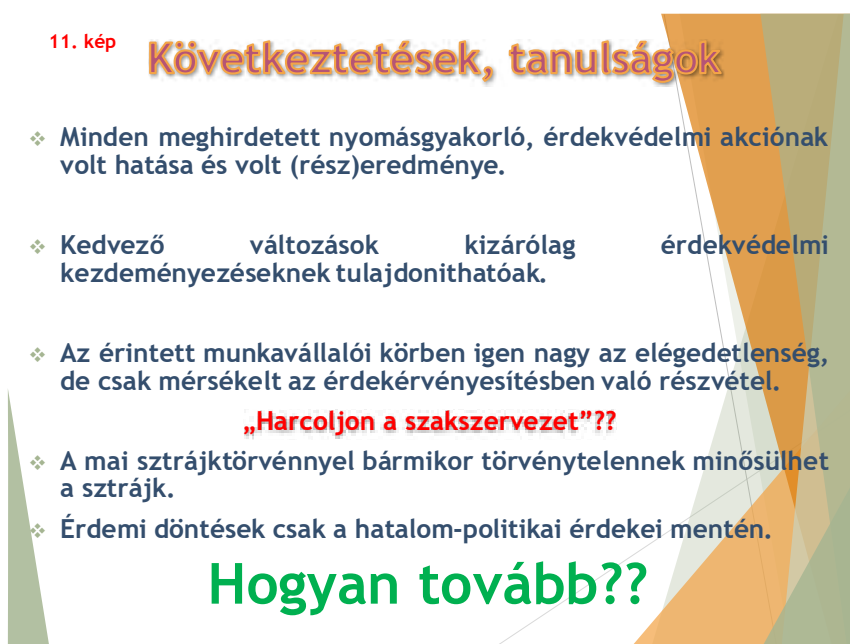 11. kép
Következtetések, tanulságok
❖ Minden meghirdetett nyomásgyakorló, érdekvédelmi akciónak
volt hatása és volt (rész)eredménye.
❖ Kedvező változások kizárólag érdekvédelmi
kezdeményezéseknek tulajdonithatóak.
❖ Az érintett munkavállalói körben igen nagy az elégedetlenség,
de csak mérsékelt az érdekérvényesítésben való részvétel.
„Harcoljon a szakszervezet”??
❖ A mai sztrájktörvénnyel bármikor törvénytelennek minősülhet
a sztrájk.
❖ Érdemi döntések csak a hatalom-politikai érdekei mentén.
Hogyan tovább??